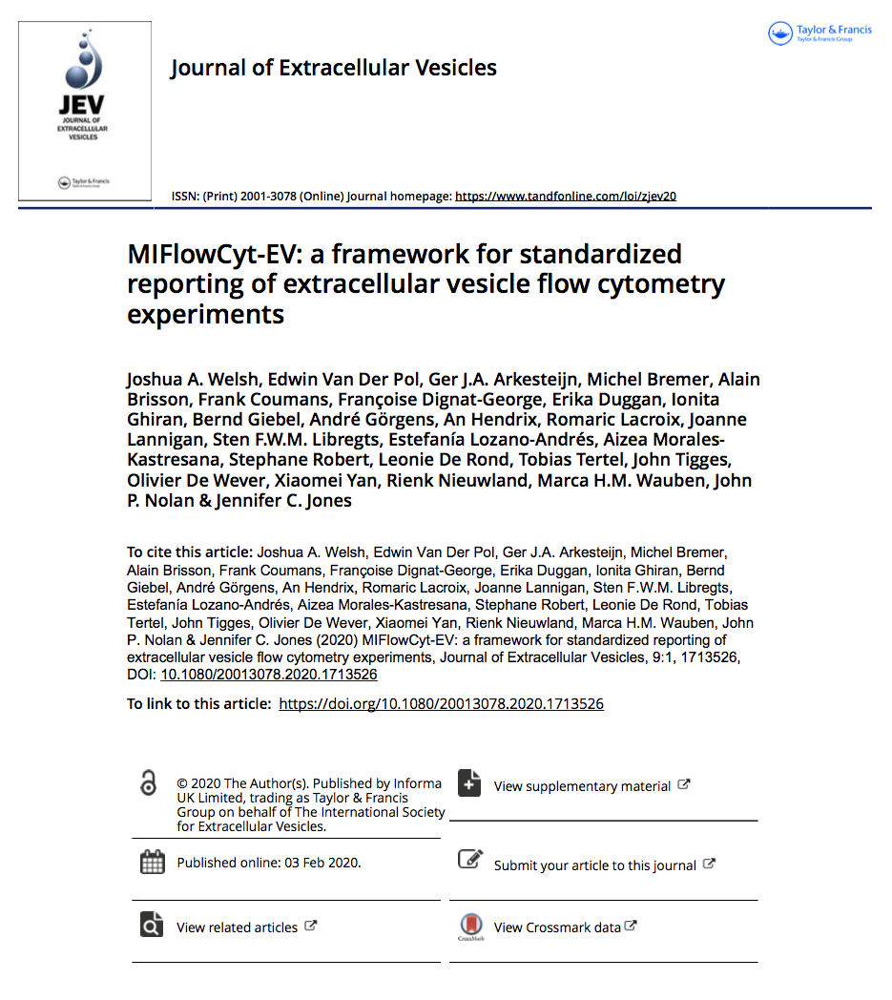 Taylor & Francis
Taylor & Francis Group
JEV
JOURNAL OF
EXTRACELLULAR
VESICLES
Taylor & Francis
Journal of Extracellular Vesicles
ISSN: (Print) 2001-3078 (Online) Journal homepage: https://www.tandfonline.com/loi/zjev20
MIFlowCyt-EV: a framework for standardized
reporting of extracellular vesicle flow cytometry
experiments
Joshua A. Welsh, Edwin Van Der Pol, Ger J.A. Arkesteijn, Michel Bremer, Alain
Brisson, Frank Coumans, Françoise Dignat-George, Erika Duggan, Ionita
Ghiran, Bernd Giebel, André Görgens, An Hendrix, Romaric Lacroix, Joanne
Lannigan, Sten F.W.M. Libregts, Estefanía Lozano-Andrés, Aizea Morales-
Kastresana, Stephane Robert, Leonie De Rond, Tobias Tertel, John Tigges,
Olivier De Wever, Xiaomei Yan, Rienk Nieuwland, Marca H.M. Wauben, John
P. Nolan & Jennifer C. Jones
To cite this article: Joshua A. Welsh, Edwin Van Der Pol, Ger J.A. Arkesteijn, Michel Bremer,
Alain Brisson, Frank Coumans, Françoise Dignat-George, Erika Duggan, Ionita Ghiran, Bernd
Giebel, André Görgens, An Hendrix, Romaric Lacroix, Joanne Lannigan, Sten F.W.M. Libregts,
Estefanía Lozano-Andrés, Aizea Morales-Kastresana, Stephane Robert, Leonie De Rond, Tobias
Tertel, John Tigges, Olivier De Wever, Xiaomei Yan, Rienk Nieuwland, Marca H.M. Wauben, John
P. Nolan & Jennifer C. Jones (2020) MIFlowCyt-EV: a framework for standardized reporting of
extracellular vesicle flow cytometry experiments, Journal of Extracellular Vesicles, 9:1, 1713526,
DOI: 10.1080/20013078.2020.1713526
To link to this article: https://doi.org/10.1080/20013078.2020.1713526
© 2020 The Author(s). Published by Informa
UK Limited, trading as Taylor & Francis
Group on behalf of The International Society
for Extracellular Vesicles.
View supplementary material
Published online: 03 Feb 2020.
Submit your article to this journal
View related articles
View Crossmark data
CrossMark